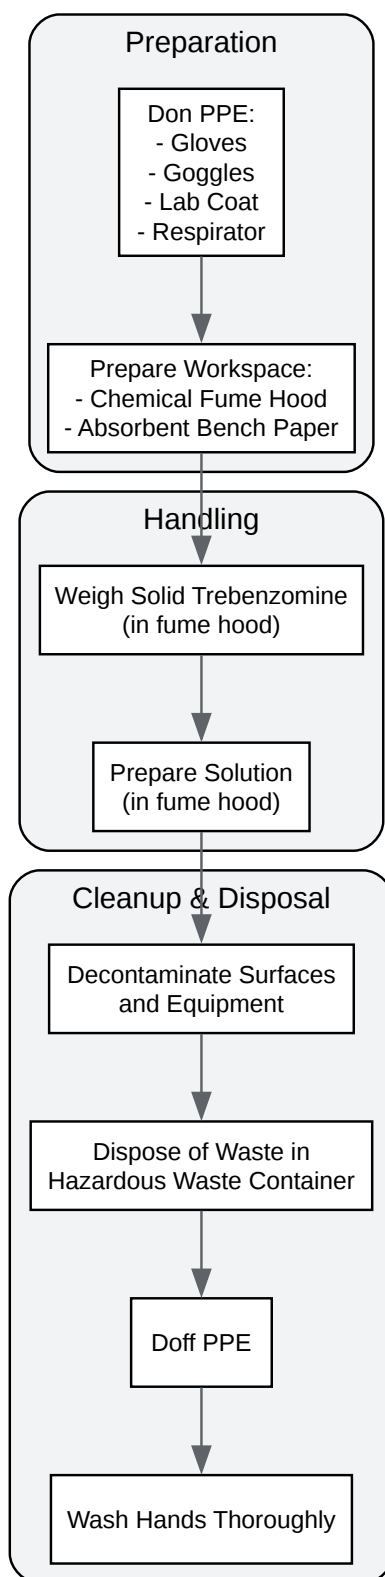 Preparation
Don PPE:
- Gloves
- Goggles
- Lab Coat
- Respirator
Prepare Workspace:
- Chemical Fume Hood
- Absorbent Bench Paper
Handling
Weigh Solid Trebenzomine
(in fume hood)
Prepare Solution
(in fume hood)
Cleanup & Disposal
Decontaminate Surfaces
and Equipment
Dispose of Waste in
Hazardous Waste Container
Doff PPE
Wash Hands Thoroughly